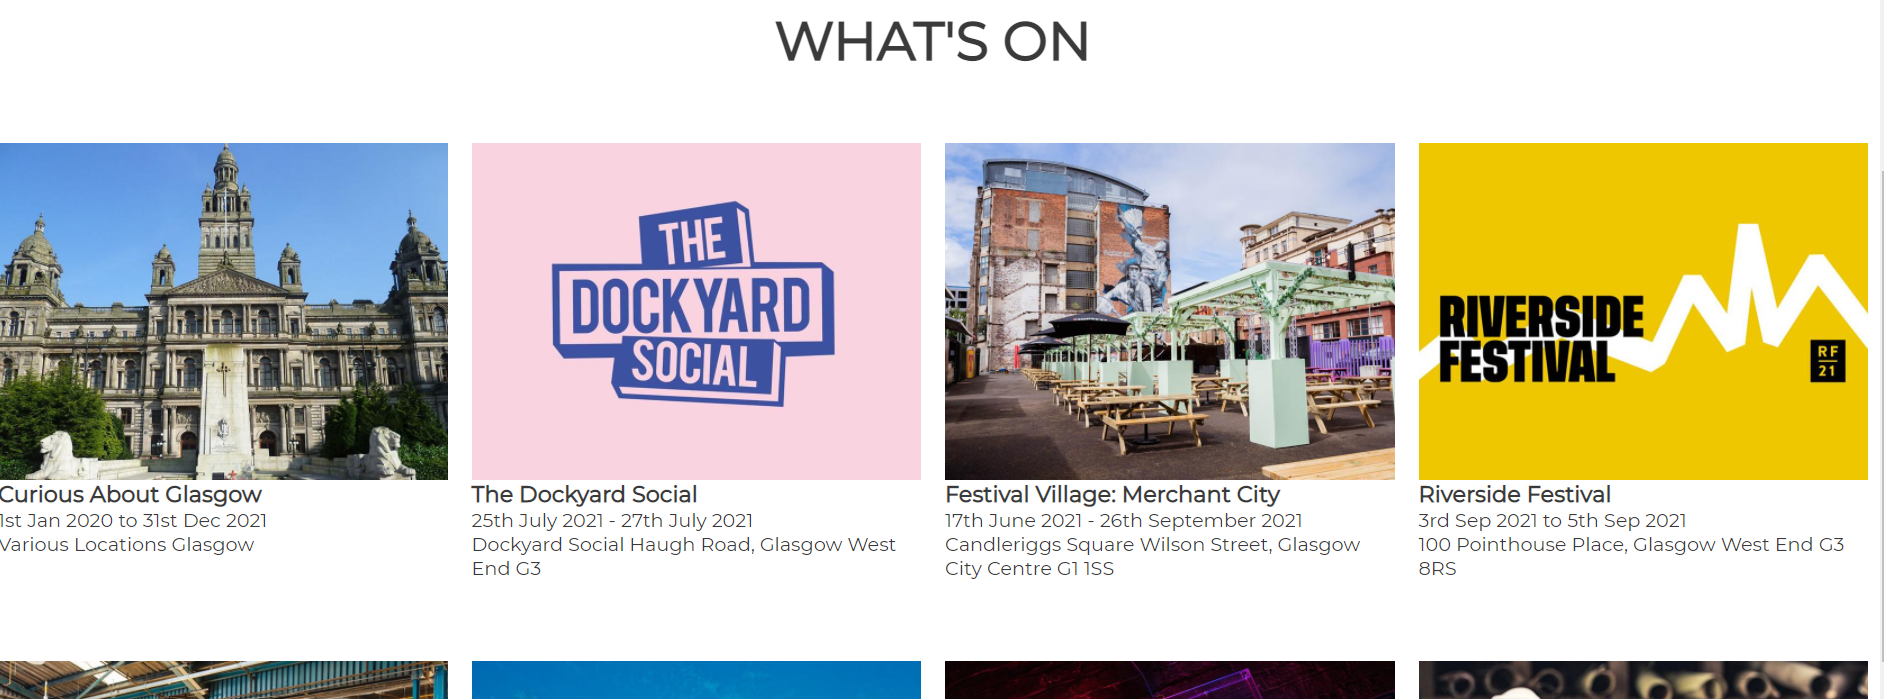 WHAT'S ON
THE
DOCKYARD
SOCIAL
RIVERSIDE
FESTIVAL
RF
21
Curious About Glasgow
1st Jan 2020 to 31st Dec 2021
Various Locations Glasgow
The Dockyard Social
25th July 2021 - 27th July 2021
Dockyard Social Haugh Road, Glasgow West
End G3
Festival Village: Merchant City
17th June 2021 - 26th September 2021
Candleriggs Square Wilson Street, Glasgow
City Centre G1 1SS
Riverside Festival
3rd Sep 2021 to 5th Sep 2021
100 Pointhouse Place, Glasgow West End G3
8RS